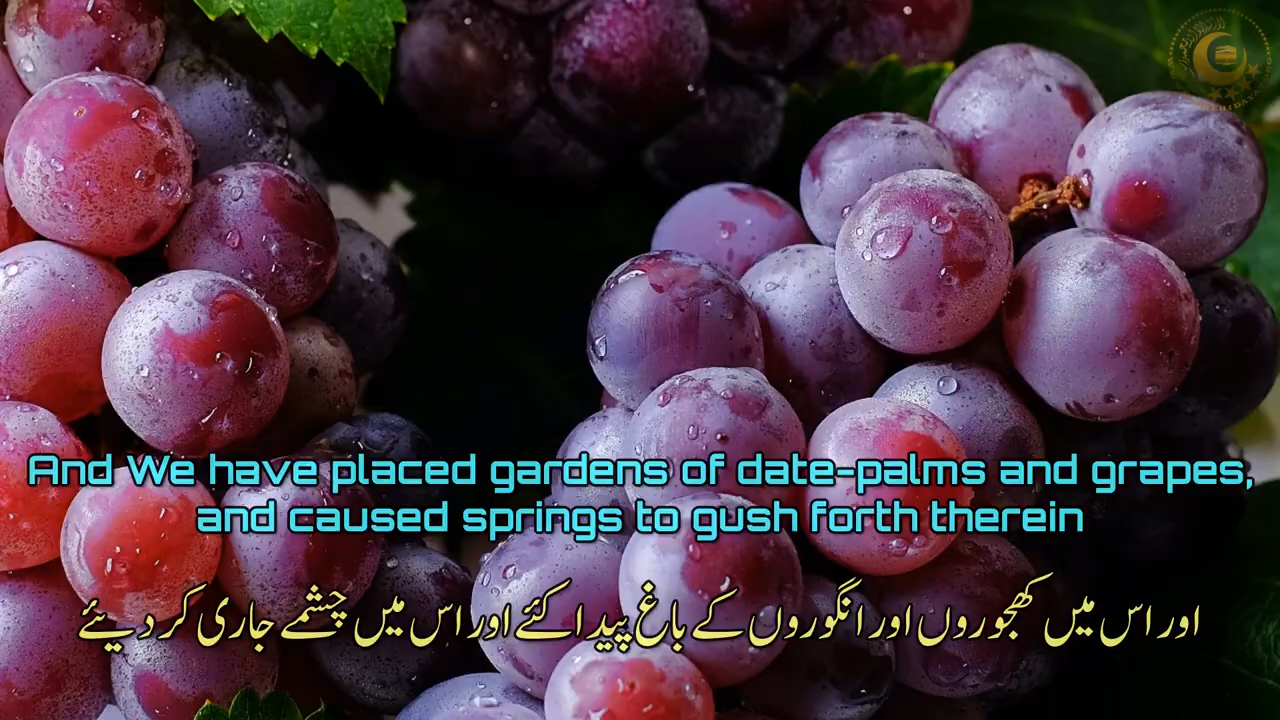 And We have placed gardens of date-palms and grapes,
and caused springs to gush forth therein
اور اس میں کھجوروں اور انگوروں کے باغ پیدا کئے اور اس میں چشمے جاری کر دیئے